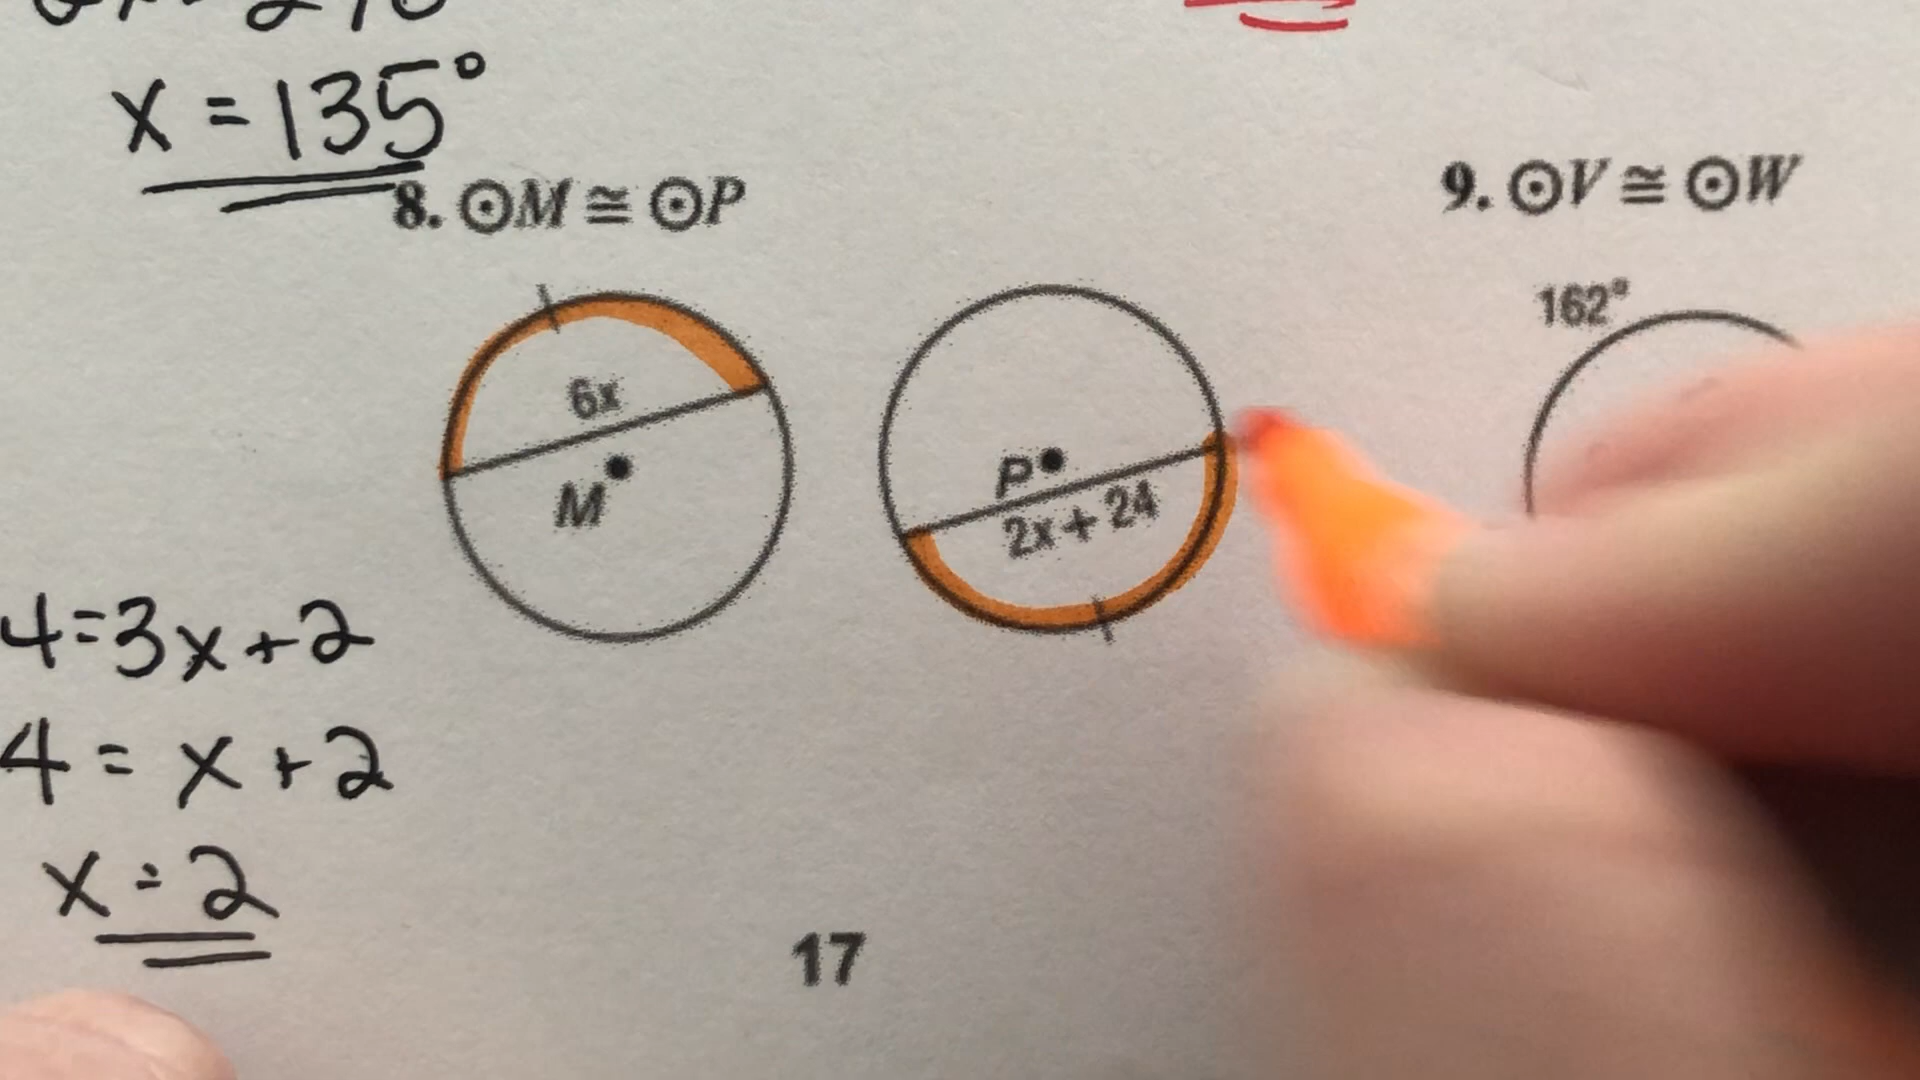 x = 135°
8. ⊙M ≅ ⊙P
9. ⊙V ≅ ⊙W
6x
M
P
2x + 24
162°
4=3x+2
4 = x + 2
x = 2
17